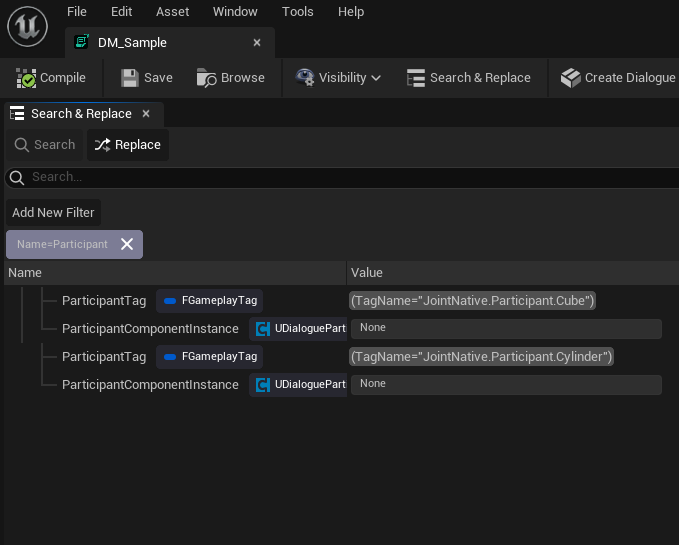 File Edit Asset Window Tools Help
DM_Sample
Compile Save Browse Visibility Search & Replace Create Dialogue
Search & Replace
Search Replace
Search...
Add New Filter
Name=Participant
Name Value
ParticipantTag FGameplayTag (TagName="JointNative.Participant.Cube")
ParticipantComponentInstance UDialogueParti None
ParticipantTag FGameplayTag (TagName="JointNative.Participant.Cylinder")
ParticipantComponentInstance UDialogueParti None